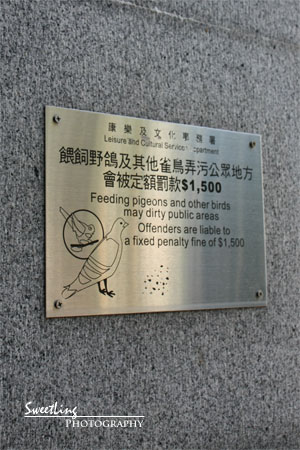 康樂及文化事務署
Leisure and Cultural Services Department
餵飼野鴿及其他雀鳥弄污公眾地方
會被定額罰款$1,500
Feeding pigeons and other birds
may dirty public areas
Offenders are liable to
a fixed penalty fine of $1,500
SWEETLING
PHOTOGRAPHY